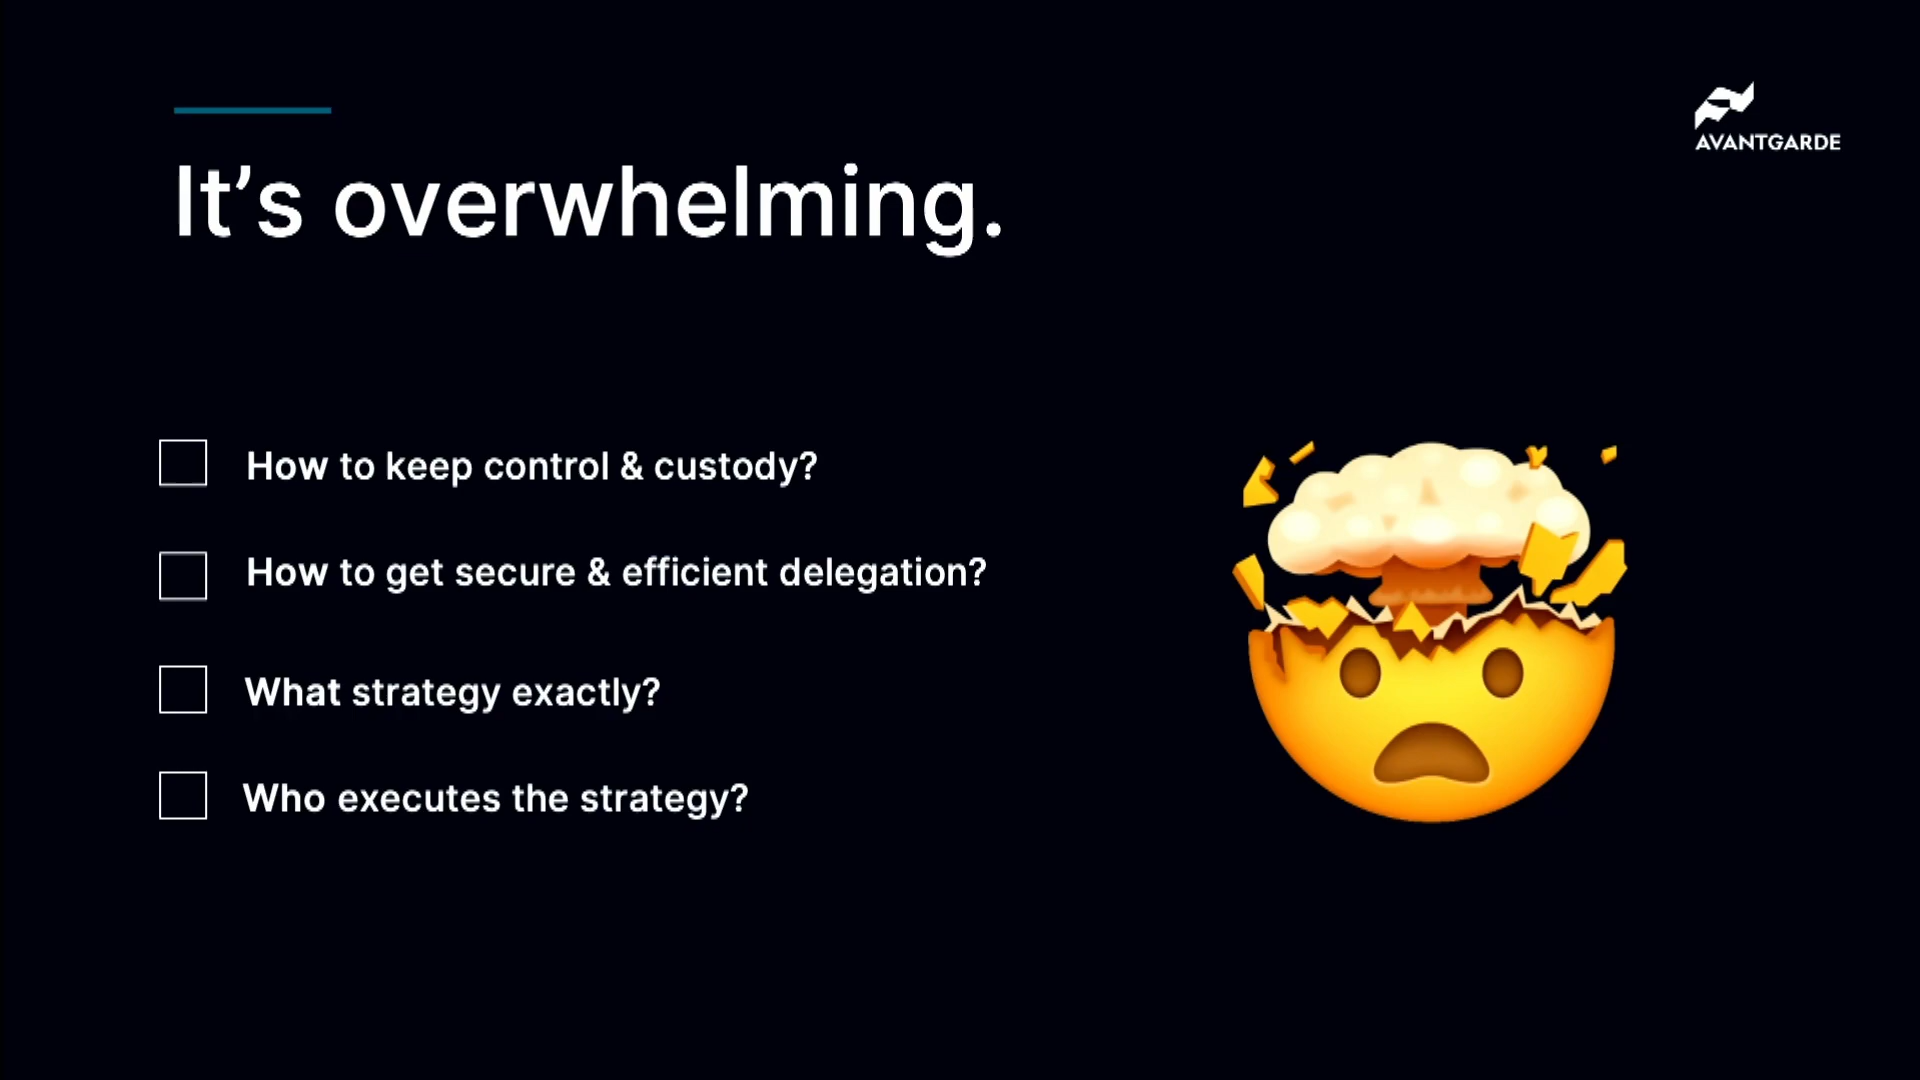 AVANTGARDE
It’s overwhelming.
How to keep control & custody?
How to get secure & efficient delegation?
What strategy exactly?
Who executes the strategy?